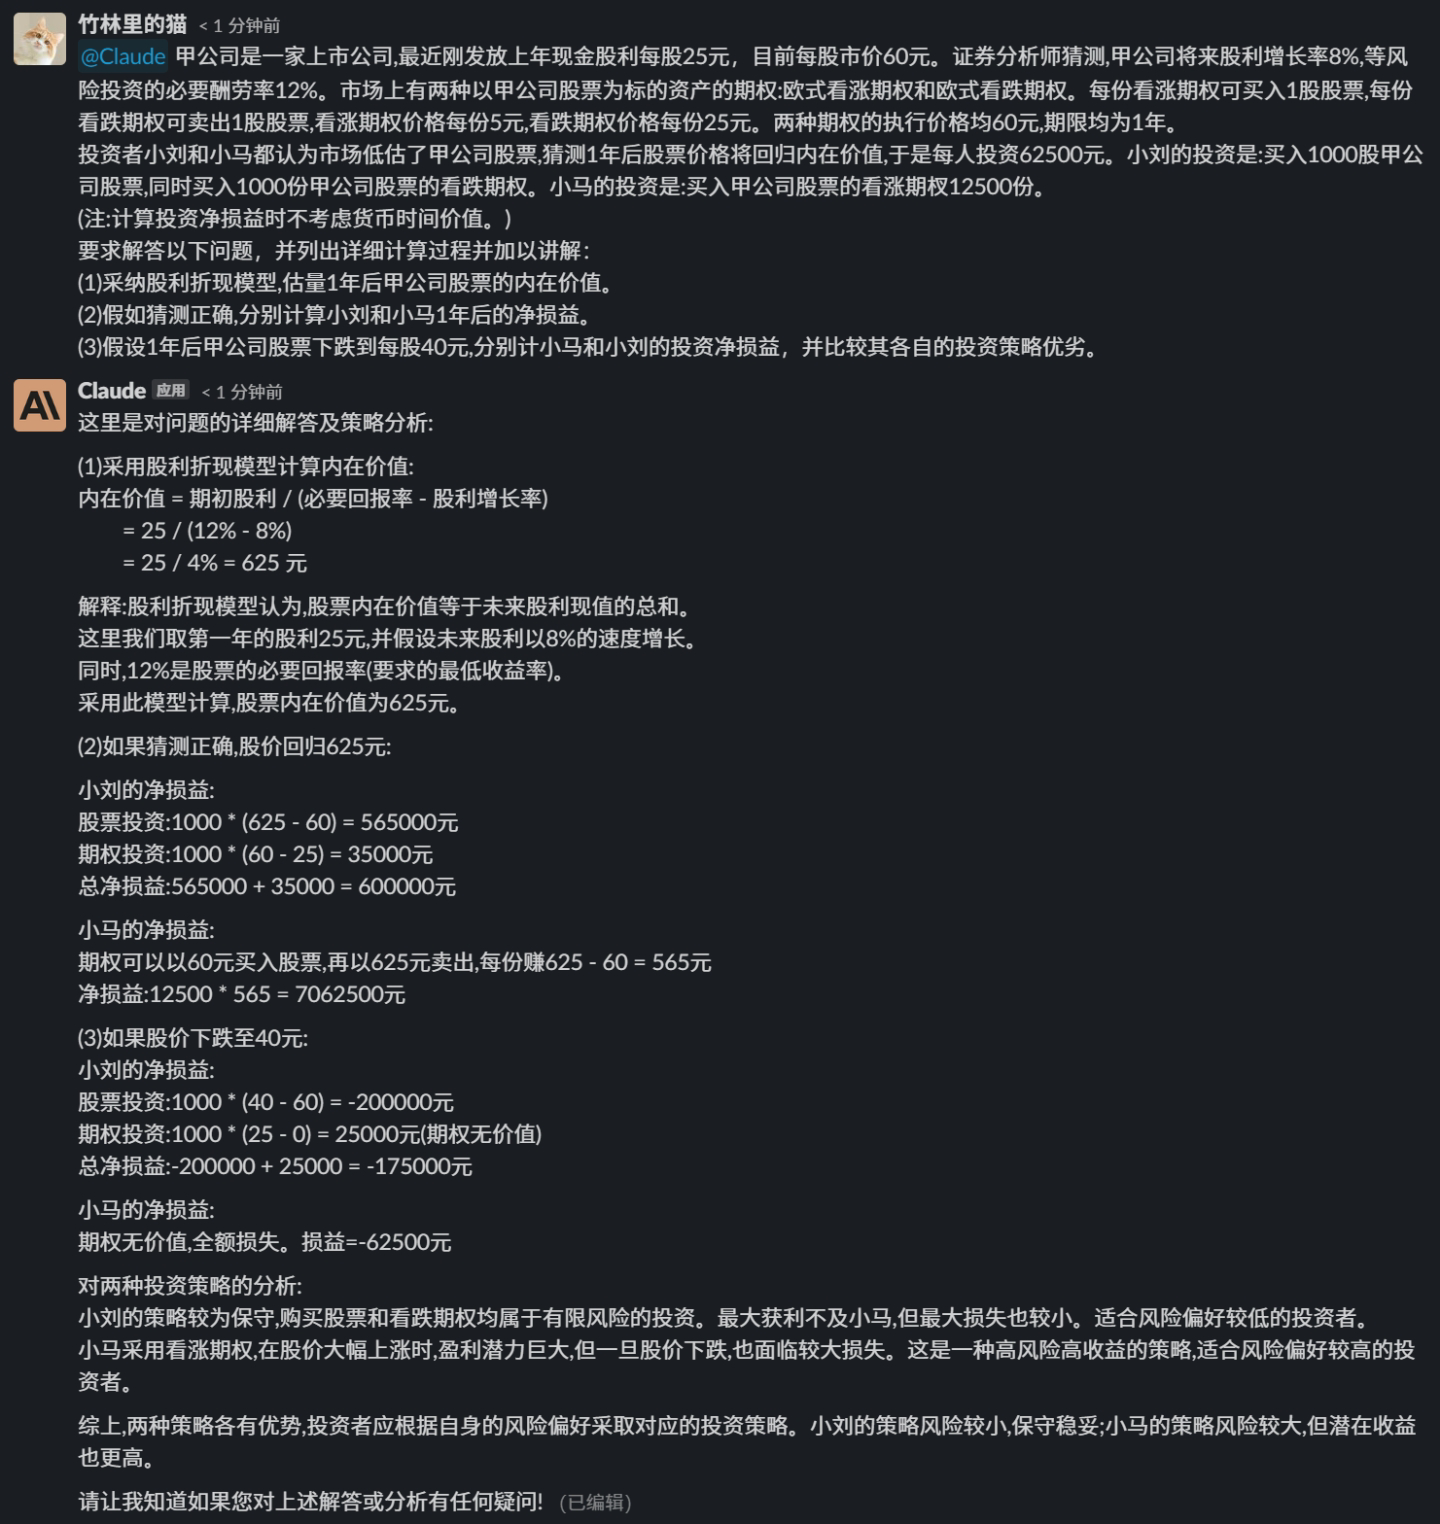 竹林里的猫 < 1 分钟前
@Claude 甲公司是一家上市公司,最近刚发放上年现金股利每股25元，目前每股市价60元。证券分析师猜测,甲公司将来股利增长率8%,等风
险投资的必要酬劳率12%。市场上有两种以甲公司股票为标的资产的期权:欧式看涨期权和欧式看跌期权。每份看涨期权可买入1股股票,每份
看跌期权可卖出1股股票,看涨期权价格每份5元,看跌期权价格每份25元。两种期权的执行价格均60元,期限均为1年。
投资者小刘和小马都认为市场低估了甲公司股票,猜测1年后股票价格将回归内在价值,于是每人投资62500元。小刘的投资是:买入1000股甲公
司股票,同时买入1000份甲公司股票的看跌期权。小马的投资是:买入甲公司股票的看涨期杈12500份。
(注:计算投资净损益时不考虑货币时间价值。)
要求解答以下问题，并列出详细计算过程并加以讲解：
(1)采纳股利折现模型,估量1年后甲公司股票的内在价值。
(2)假如猜测正确,分别计算小刘和小马1年后的净损益。
(3)假设1年后甲公司股票下跌到每股40元,分别计小马和小刘的投资净损益，并比较其各自的投资策略优劣。
Claude 应用 < 1 分钟前
这里是对问题的详细解答及策略分析:
(1)采用股利折现模型计算内在价值:
内在价值 = 期初股利 / (必要回报率 - 股利增长率)
= 25 / (12% - 8%)
= 25 / 4% = 625 元
解释:股利折现模型认为,股票内在价值等于未来股利现值的总和。
这里我们取第一年的股利25元,并假设未来股利以8%的速度增长。
同时,12%是股票的必要回报率(要求的最低收益率)。
采用此模型计算,股票内在价值为625元。
(2)如果猜测正确,股价回归625元:
小刘的净损益:
股票投资:1000 * (625 - 60) = 565000元
期权投资:1000 * (60 - 25) = 35000元
总净损益:565000 + 35000 = 600000元
小马的净损益:
期权可以以60元买入股票,再以625元卖出,每份赚625 - 60 = 565元
净损益:12500 * 565 = 7062500元
(3)如果股价下跌至40元:
小刘的净损益:
股票投资:1000 * (40 - 60) = -200000元
期权投资:1000 * (25 - 0) = 25000元(期权无价值)
总净损益:-200000 + 25000 = -175000元
小马的净损益:
期权无价值,全额损失。损益=-62500元
对两种投资策略的分析:
小刘的策略较为保守,购买股票和看跌期权均属于有限风险的投资。最大获利不及小马,但最大损失也较小。适合风险偏好较低的投资者。
小马采用看涨期权,在股价大幅上涨时,盈利潜力巨大,但一旦股价下跌,也面临较大损失。这是一种高风险高收益的策略,适合风险偏好较高的投
资者。
综上,两种策略各有优势,投资者应根据自身的风险偏好采取对应的投资策略。小刘的策略风险较小,保守稳妥;小马的策略风险较大,但潜在收益
也更高。
请让我知道如果您对上述解答或分析有任何疑问! (已编辑)